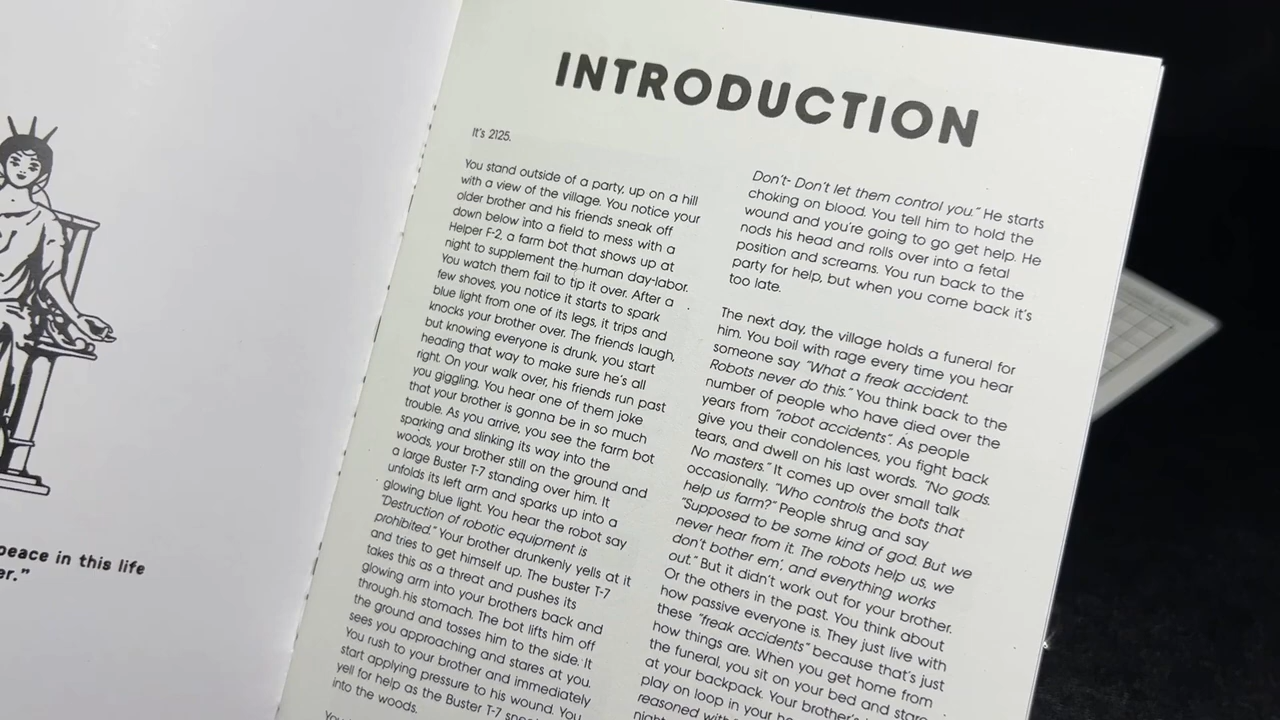 peace in this life
er."
INTRODUCTION
It's 2125.
You stand outside of a party, up on a hill
with a view of the village. You notice your
older brother and his friends sneak off
down below into a field to mess with a
Helper F-2, a farm bot that shows up at
night to supplement the human day-labor.
You watch them fail to tip it over. After a
few shoves, you notice it starts to spark
blue light from one of its legs, it trips and
knocks your brother over. The friends laugh,
but knowing everyone is drunk, you start
heading that way to make sure he's all
right. On your walk over, his friends run past
you giggling. You hear one of them joke
that your brother is gonna be in so much
trouble. As you arrive, you see the farm bot
sparking and slinking its way into the
woods, your brother still on the ground and
a large Buster T-7 standing over him. It
unfolds its left arm and sparks up into a
glowing blue light. You hear the robot say
"Destruction of robotic equipment is
prohibited." Your brother drunkenly yells at it
and tries to get himself up. The buster T-7
takes this as a threat and pushes its
glowing arm into your brothers back and
through his stomach. The bot lifts him off
the ground and tosses him to the side. It
sees you approaching and stares at you.
You rush to your brother and immediately
start applying pressure to his wound. You
yell for help as the Buster T-7
into the woods.
Don't- Don't let them control you." He starts
choking on blood. You tell him to hold the
wound and you're going to go get help. He
nods his head and rolls over into a fetal
position and screams. You run back to the
party for help, but when you come back it's
too late.
The next day, the village holds a funeral for
him. You boil with rage every time you hear
someone say "What a freak accident.
Robots never do this." You think back to the
number of people who have died over the
years from "robot accidents". As people
give you their condolences, you fight back
tears, and dwell on his last words. "No gods.
No masters." It comes up over small talk
occasionally. "Who controls the bots that
help us farm?" People shrug and say
"Supposed to be some kind of god. But we
never hear from it. The robots help us, we
don't bother em', and everything works
out." But it didn't work out for your brother.
Or the others in the past. You think about
how passive everyone is. They just live with
these "freak accidents" because that's just
how things are. When you get home from
the funeral, you sit on your bed and stare
at your backpack. Your brother's
play on loop in your
reasoned with